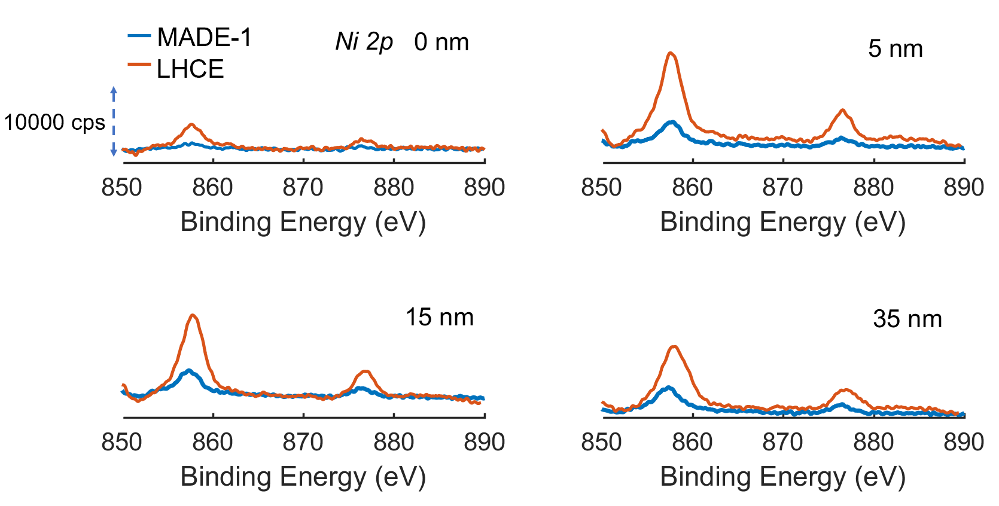 MADE-1
LHCE
Ni 2p 0 nm
10000 cps
850 860 870 880 890
Binding Energy (eV)
5 nm
850 860 870 880 890
Binding Energy (eV)
15 nm
850 860 870 880 890
Binding Energy (eV)
35 nm
850 860 870 880 890
Binding Energy (eV)